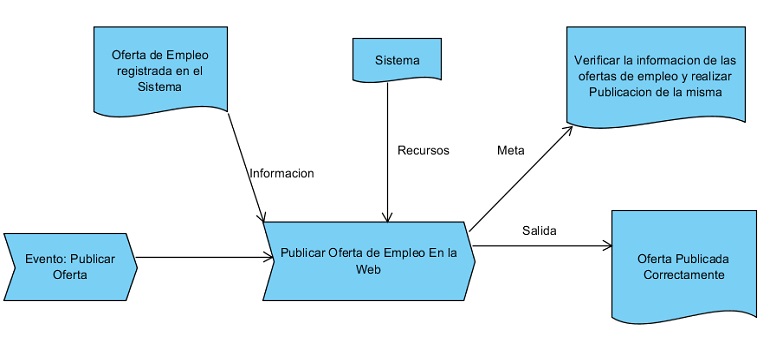 Oferta de Empleo
registrada en el
Sistema
Sistema
Verificar la informacion de las
ofertas de empleo y realizar
Publicacion de la misma
Informacion
Recursos
Meta
Evento: Publicar
Oferta
Publicar Oferta de Empleo En la
Web
Salida
Oferta Publicada
Correctamente